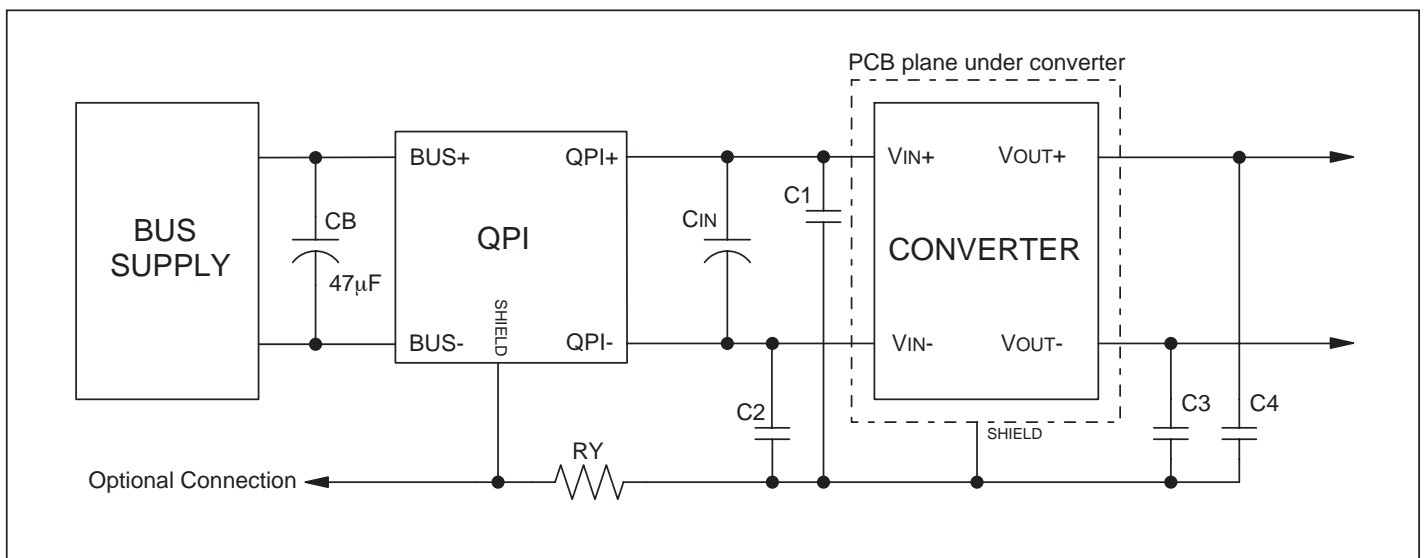 PCB plane under converter
BUS
SUPPLY
CB
47µF
BUS+
BUS-
QPI
SHIELD
QPI+
QPI-
CIN
C1
C2
VIN+
VIN-
CONVERTER
VOUT+
VOUT-
SHIELD
C3
C4
RY
Optional Connection